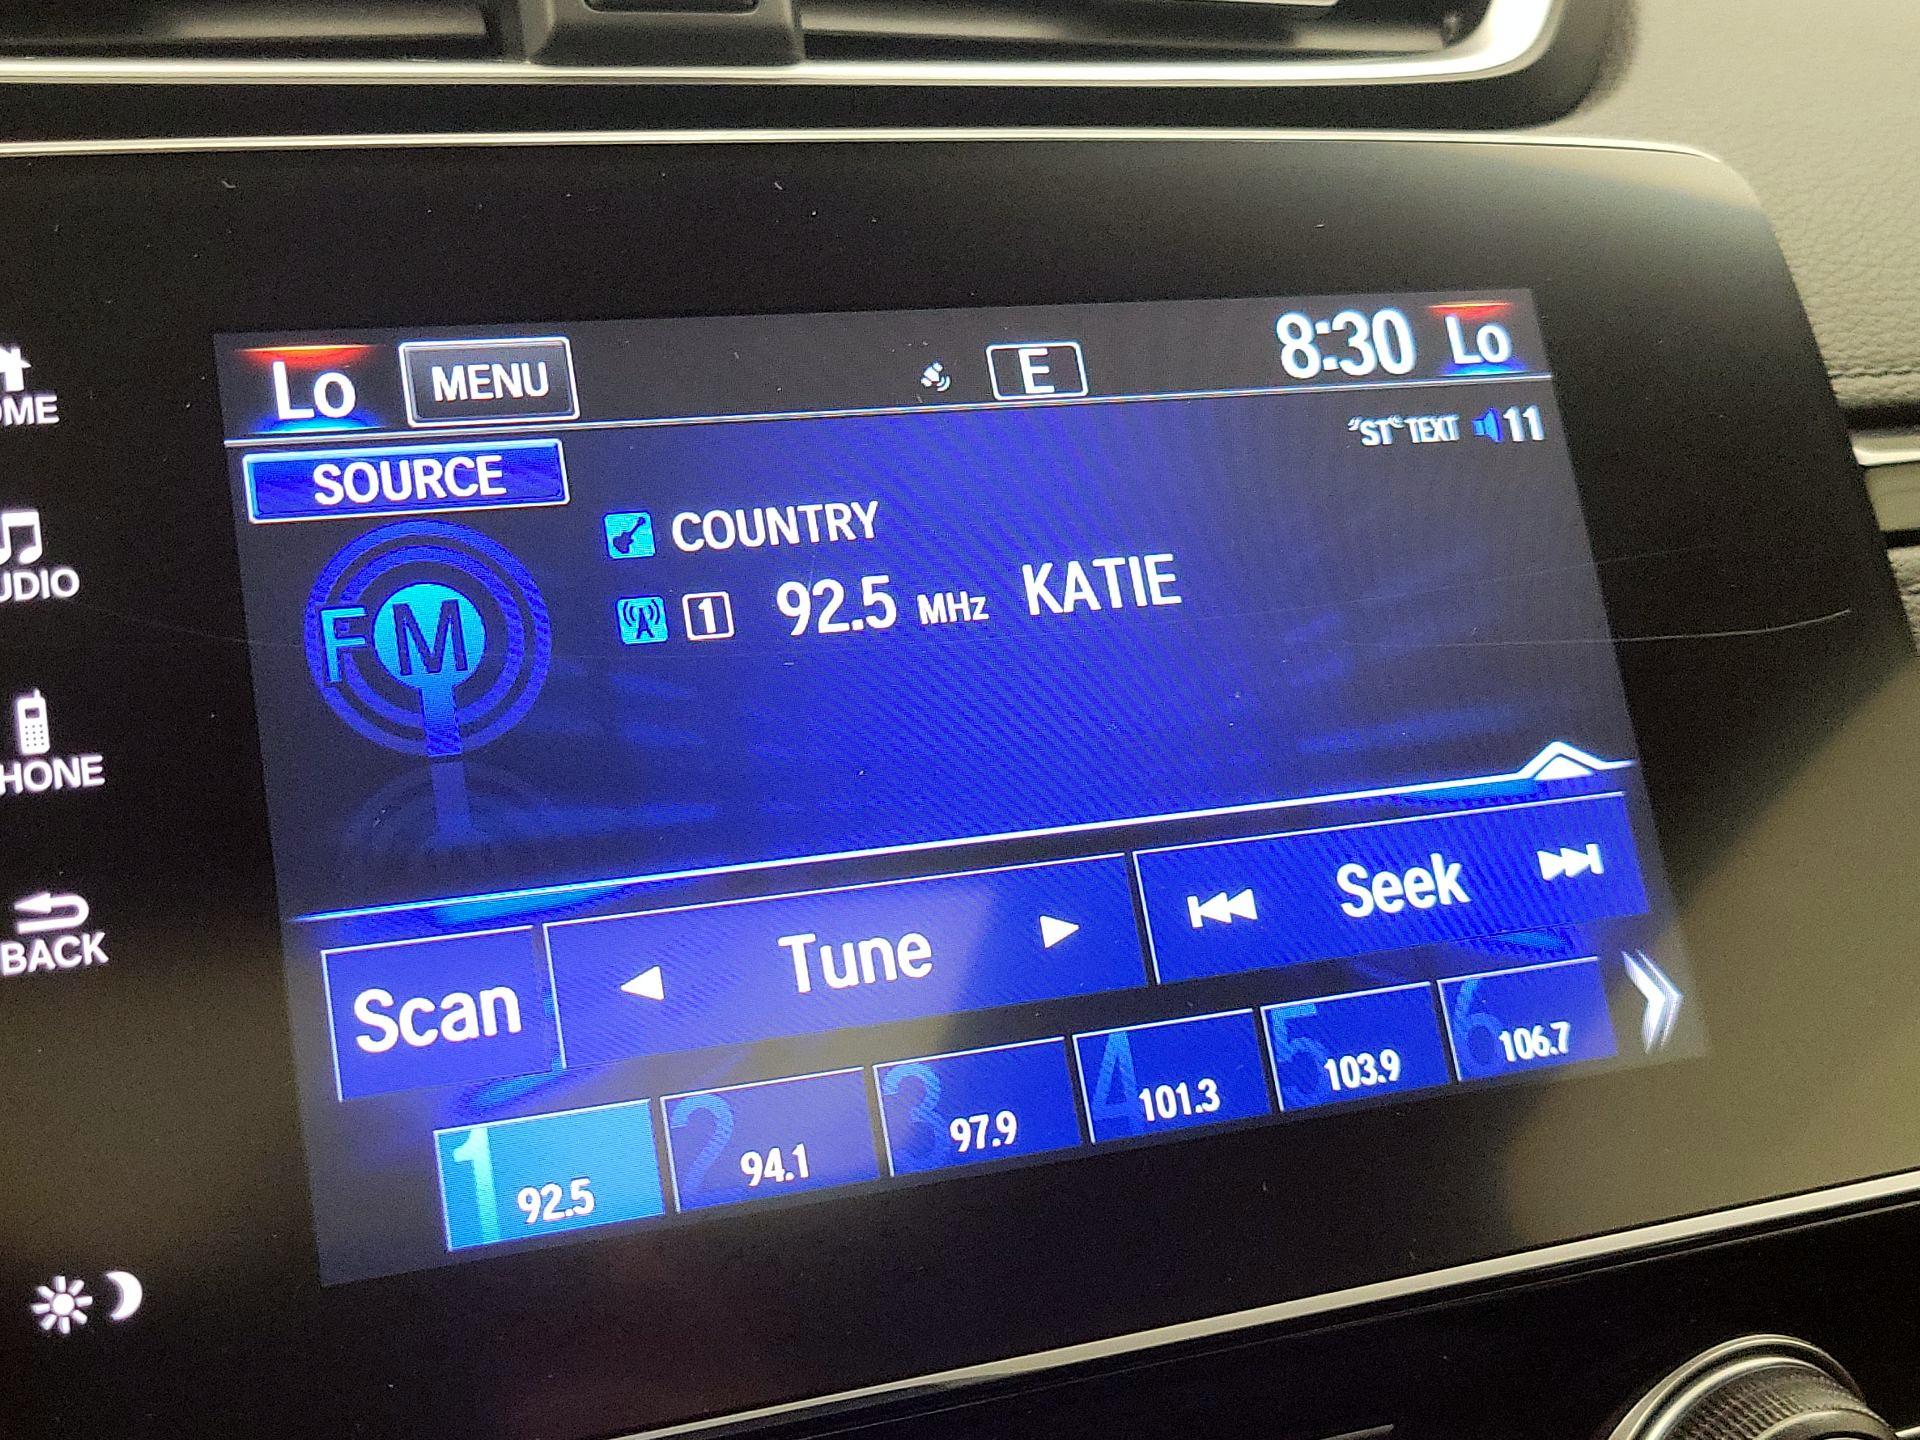 Lo MENU E 8:30 Lo
OME
SOURCE
"ST" TEXT 11
COUNTRY
UDIO
FM
1 92.5 MHz KATIE
HONE
BACK
Scan Tune Seek
1 92.5
2 94.1
3 97.9
4 101.3
5 103.9
6 106.7